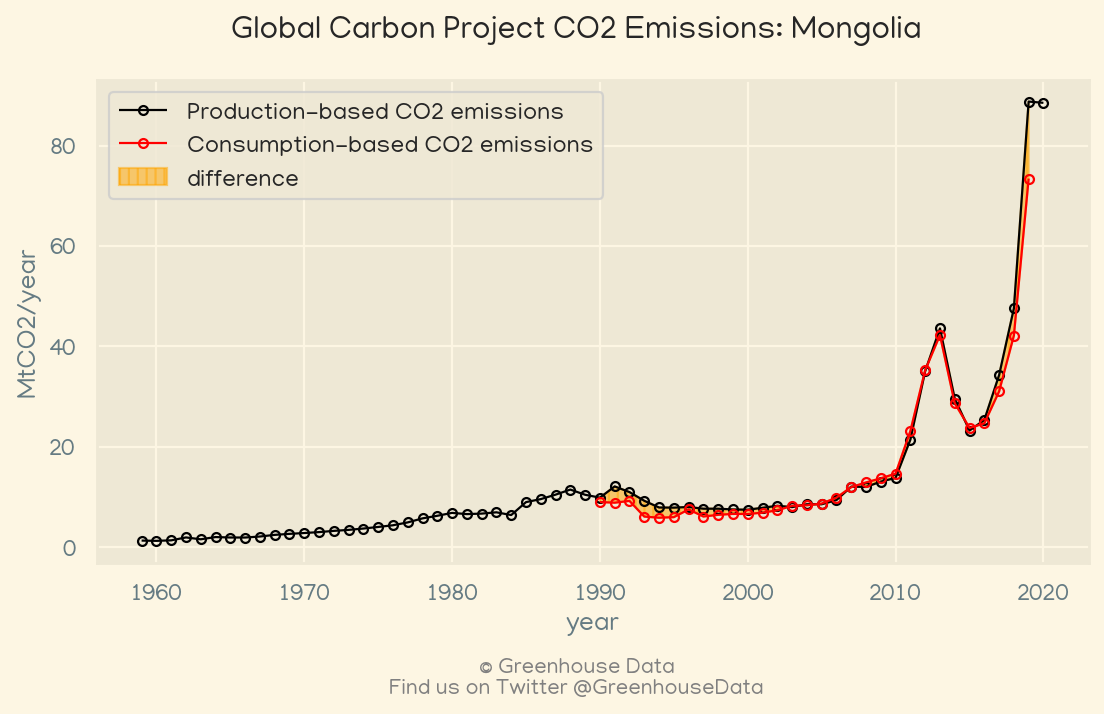 Global Carbon Project CO2 Emissions: Mongolia
Production-based CO2 emissions
Consumption-based CO2 emissions
difference
MtCO2/year
80
60
40
20
0
1960 1970 1980 1990 2000 2010 2020
year
© Greenhouse Data
Find us on Twitter @GreenhouseData